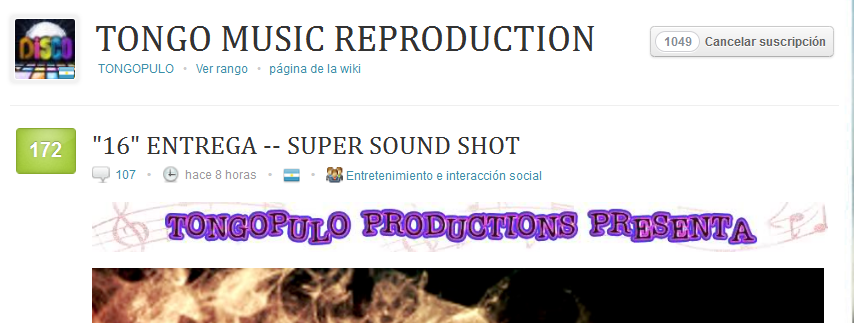 DISCO
TONGO MUSIC REPRODUCTION
1049 Cancelar suscripción
TONGOPULO • Ver rango • página de la wiki
172
"16" ENTREGA -- SUPER SOUND SHOT
107 • hace 8 horas • • Entretenimiento e interacción social
TONGOPULO PRODUCTIONS PRESENTA